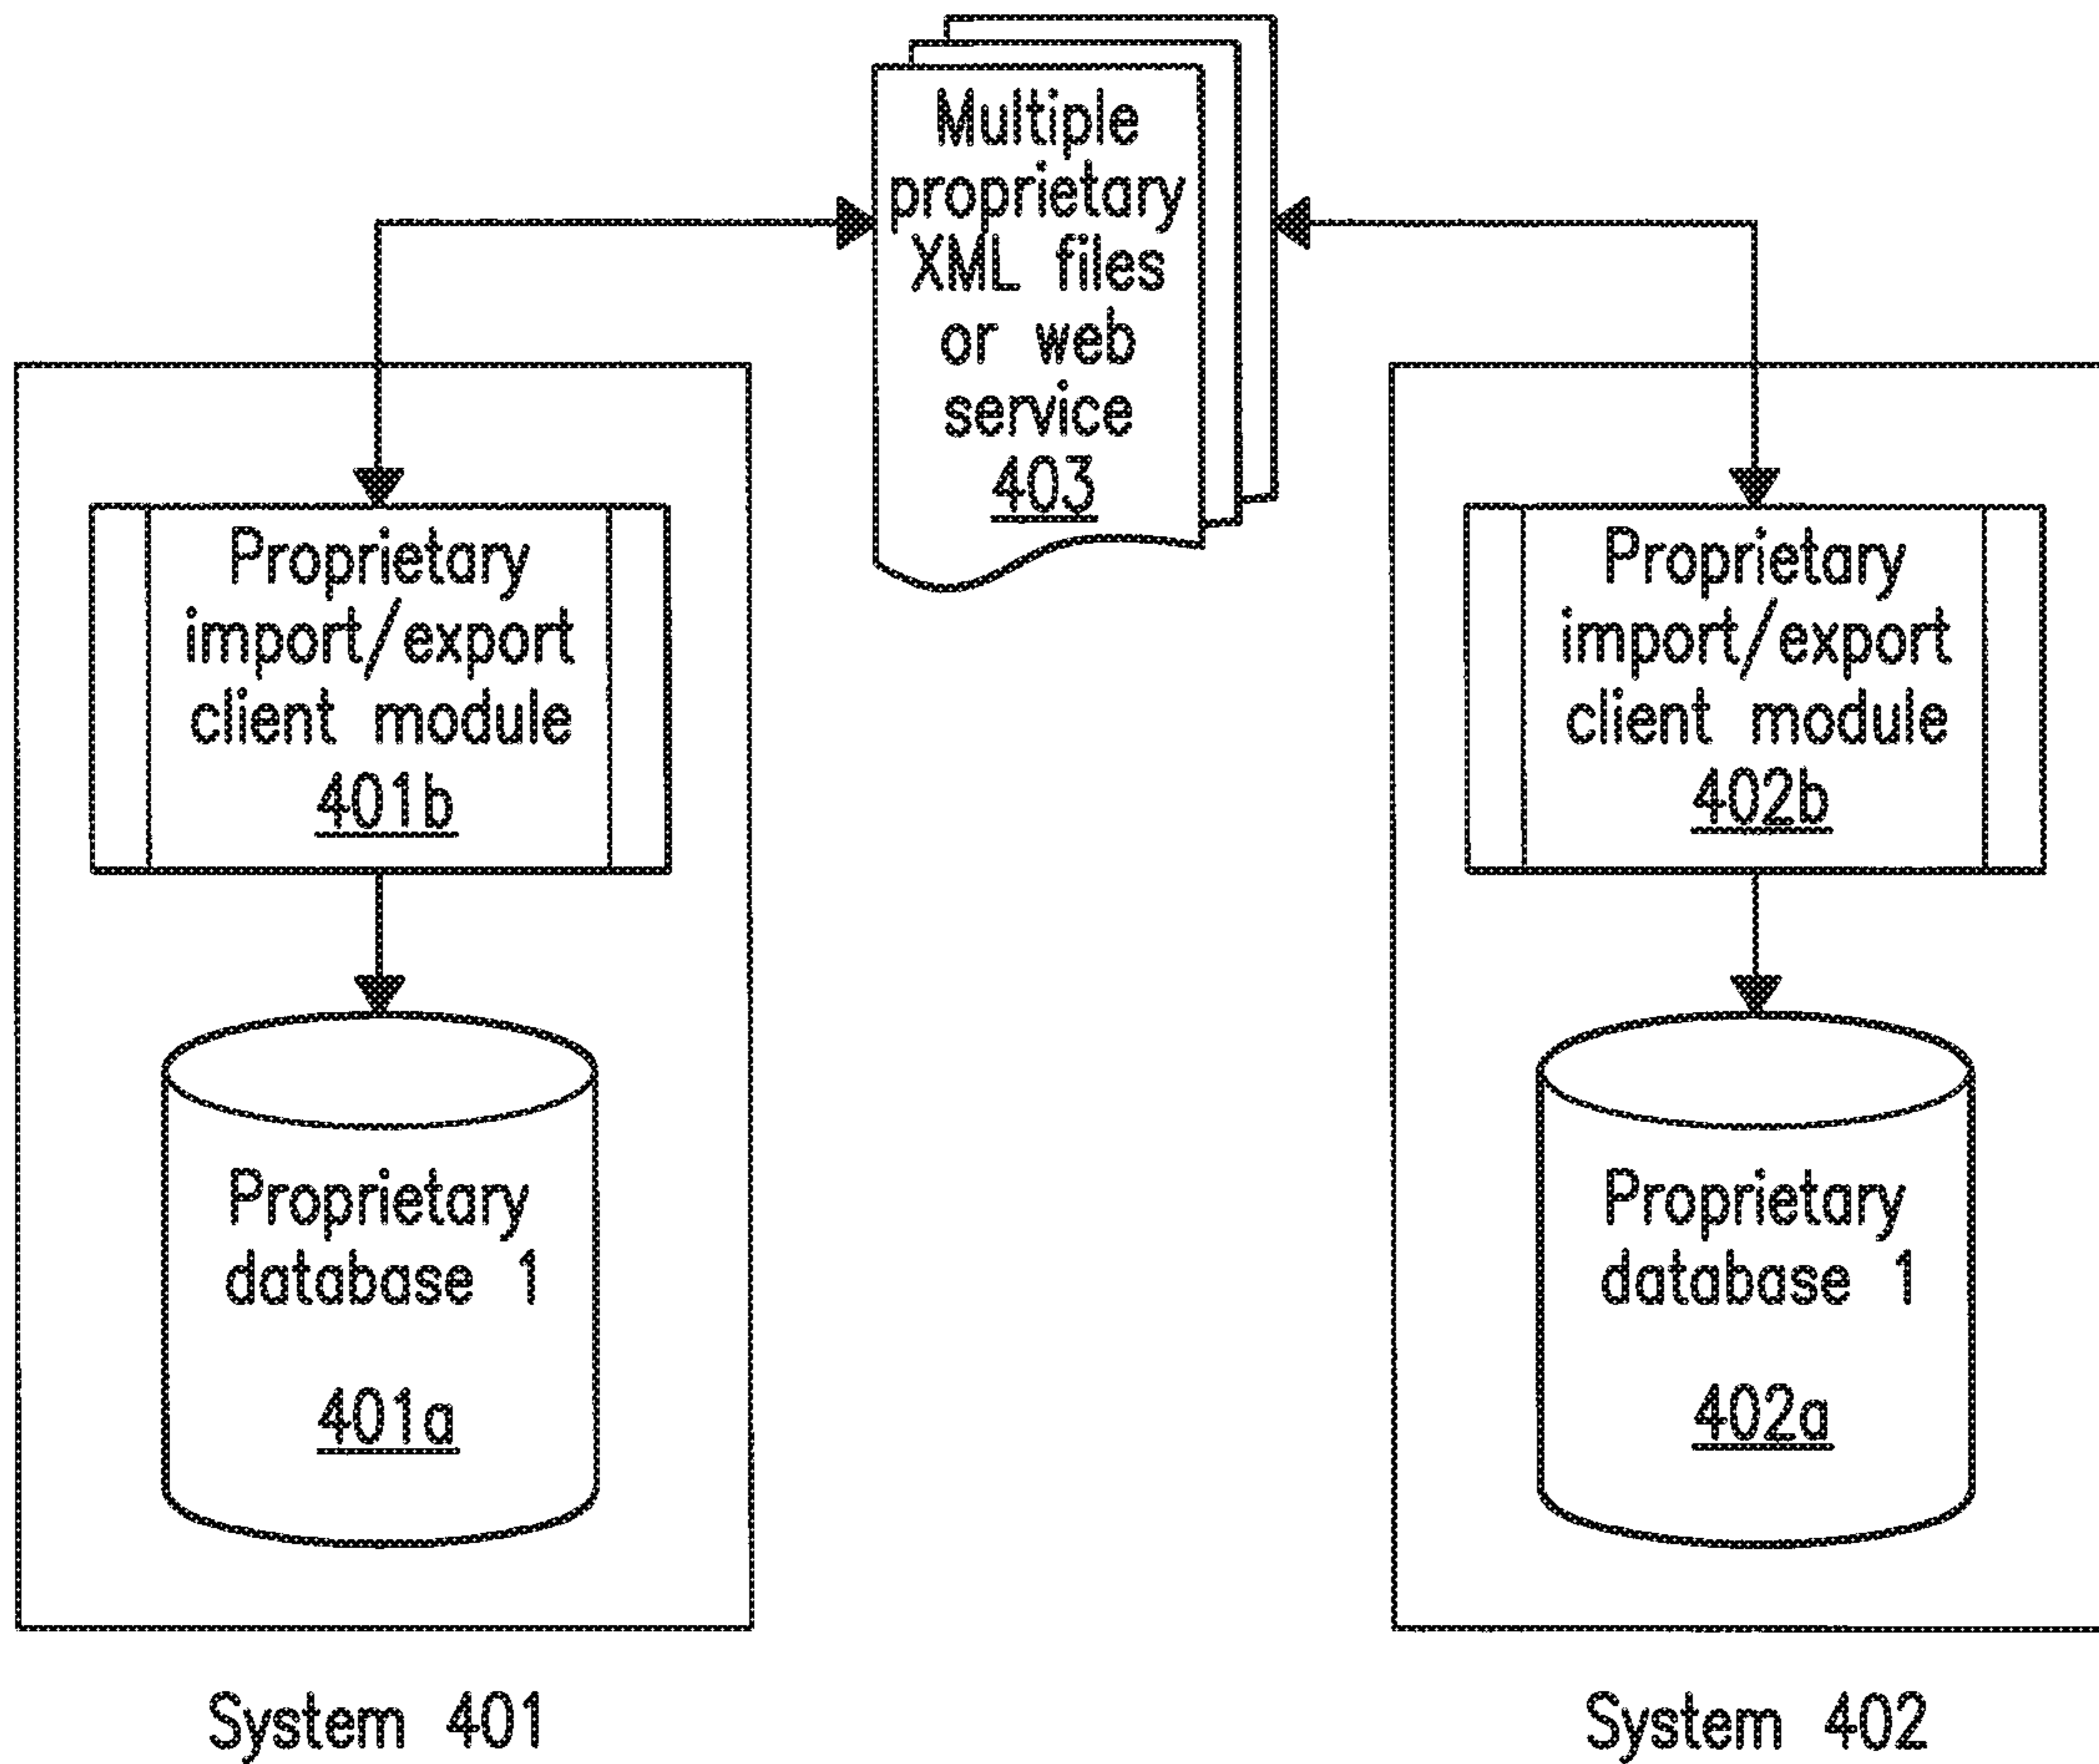 Multiple
proprietary
XML files
or web
service
403
Proprietary
import/export
client module
401b
Proprietary
import/export
client module
402b
Proprietary
database 1
401a
Proprietary
database 1
402a
System 401
System 402